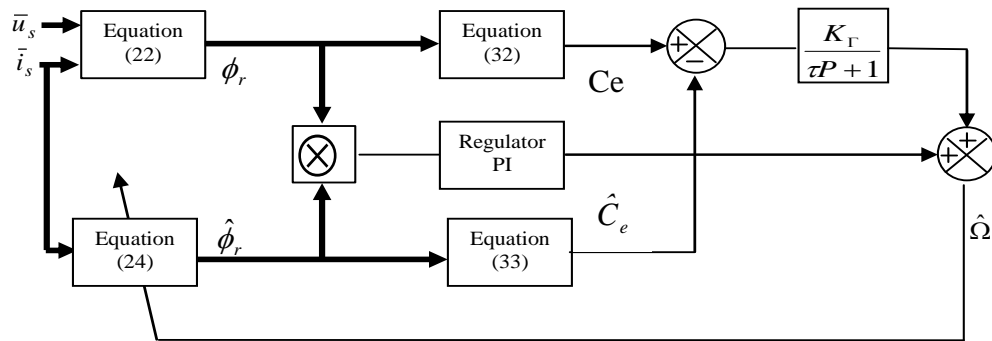 ū_s
Equation
(22)
Equation
(32)
K_Γ
τP + 1
+
−
ī_s
ϕ_r
Ce
Regulator
PI
+
+
Equation
(24)
ϕ̂_r
Equation
(33)
Ĉ_e
Ω̂